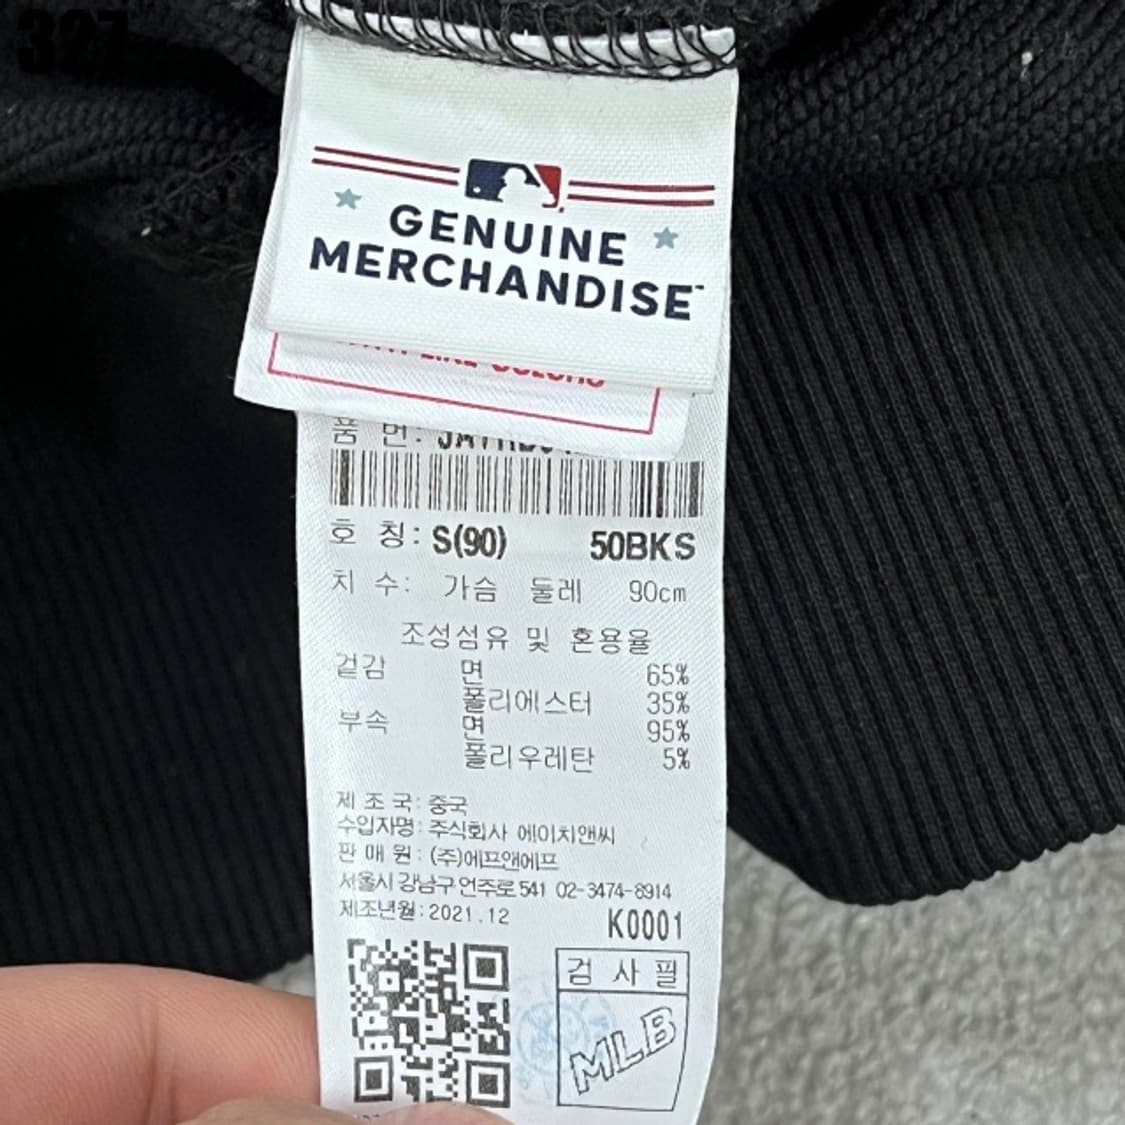 327
GENUINE
MERCHANDISE™
품 번:
호 칭: S(90) 50BKS
치 수: 가슴 둘레 90cm
조성섬유 및 혼용율
겉감 면 65%
폴리에스터 35%
부속 면 95%
폴리우레탄 5%
제 조 국: 중국
수입자명: 주식회사 에이치앤씨
판 매 원: (주)에프앤에프
서울시 강남구 언주로 541 02-3474-8914
제조년월: 2021.12
K0001
검 사 필
MLB